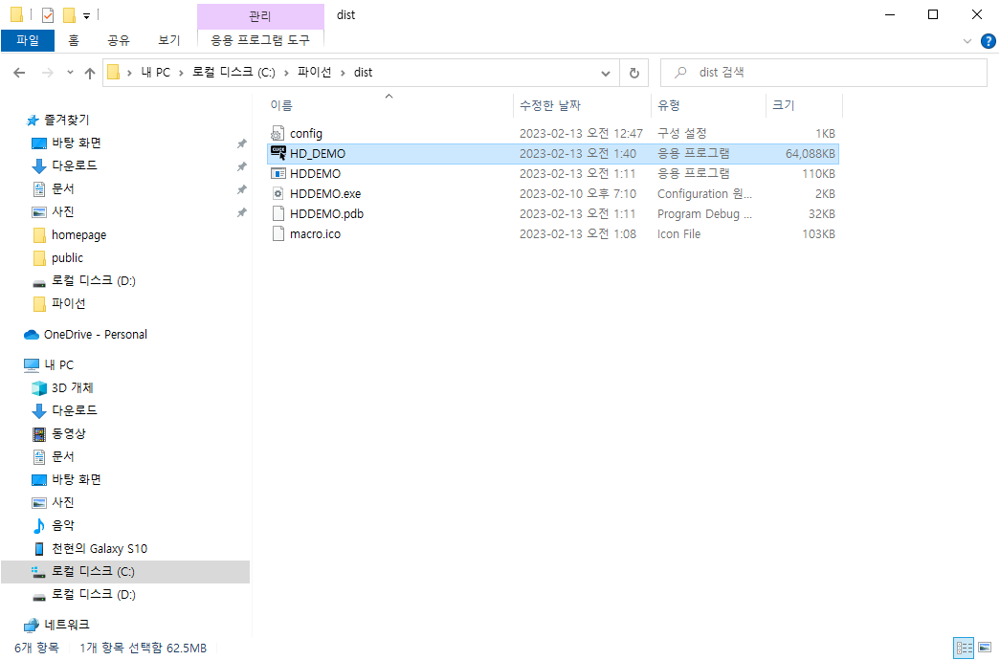 관리
dist
파일 홈 공유 보기 응용 프로그램 도구
내 PC 로컬 디스크 (C:) 파이선 dist
dist 검색
즐겨찾기
바탕 화면
다운로드
문서
사진
homepage
public
로컬 디스크 (D:)
파이선
OneDrive - Personal
내 PC
3D 개체
다운로드
동영상
문서
바탕 화면
사진
음악
천현의 Galaxy S10
로컬 디스크 (C:)
로컬 디스크 (D:)
네트워크
이름 수정한 날짜 유형 크기
config 2023-02-13 오전 12:47 구성 설정 1KB
HD_DEMO 2023-02-13 오전 1:40 응용 프로그램 64,088KB
HDDEMO 2023-02-13 오전 1:11 응용 프로그램 110KB
HDDEMO.exe 2023-02-10 오후 7:10 Configuration 원... 2KB
HDDEMO.pdb 2023-02-13 오전 1:11 Program Debug ... 32KB
macro.ico 2023-02-13 오전 1:08 Icon File 103KB
6개 항목 1개 항목 선택함 62.5MB